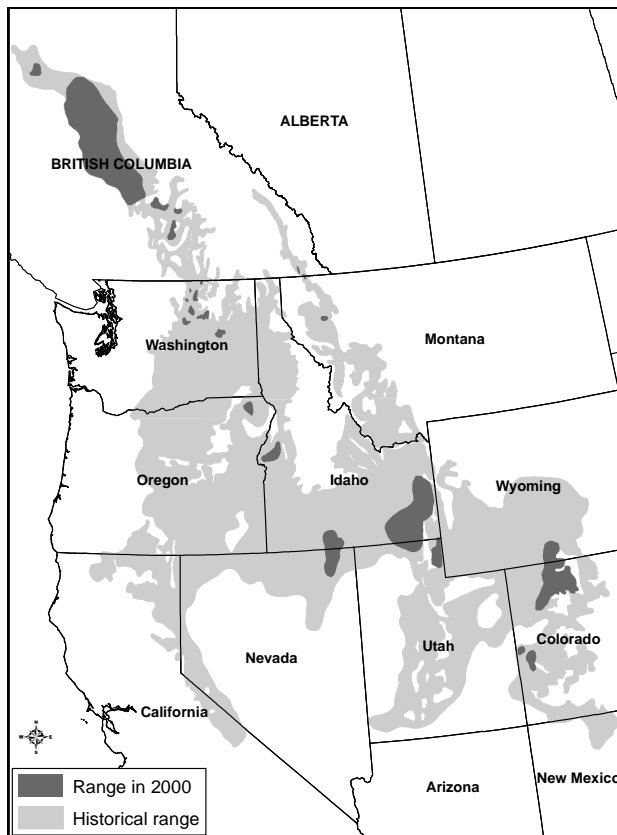 ALBERTA
BRITISH COLUMBIA
Washington
Montana
Oregon
Idaho
Wyoming
Nevada
Utah
Colorado
California
N
W
E
S
Arizona
New Mexico
Range in 2000
Historical range